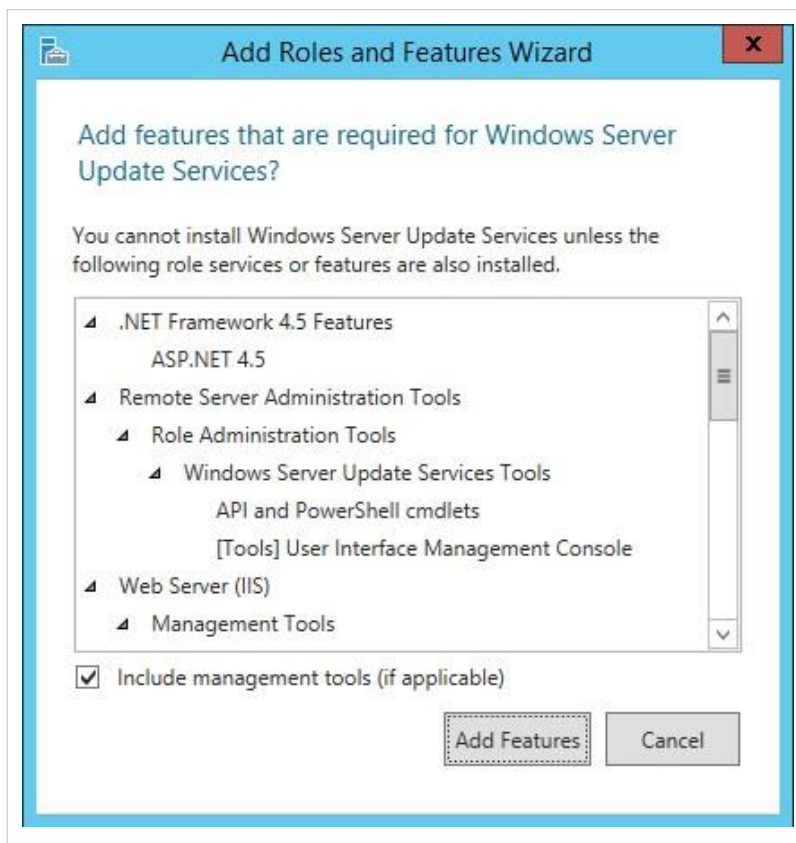 Add Roles and Features Wizard
x
Add features that are required for Windows Server
Update Services?
You cannot install Windows Server Update Services unless the
following role services or features are also installed.
.NET Framework 4.5 Features
ASP.NET 4.5
Remote Server Administration Tools
Role Administration Tools
Windows Server Update Services Tools
API and PowerShell cmdlets
[Tools] User Interface Management Console
Web Server (IIS)
Management Tools
Include management tools (if applicable)
Add Features
Cancel